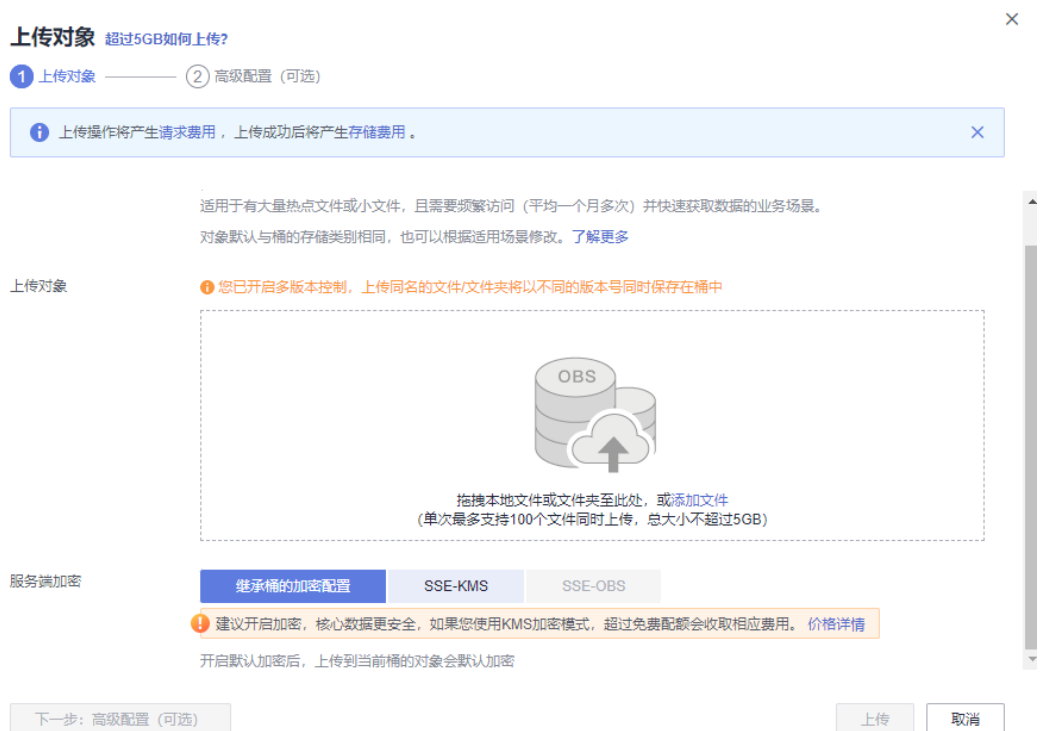 上传对象 超过5GB如何上传?
1 上传对象 2 高级配置（可选）
上传操作将产生请求费用，上传成功后将产生存储费用。
适用于有大量热点文件或小文件，且需要频繁访问（平均一个月多次）并快速获取数据的业务场景。
对象默认与桶的存储类别相同，也可以根据适用场景修改。了解更多
上传对象 您已开启多版本控制，上传同名的文件/文件夹将以不同的版本号同时保存在桶中
OBS
拖拽本地文件或文件夹至此处，或添加文件
（单次最多支持100个文件同时上传，总大小不超过5GB）
服务端加密 继承桶的加密配置 SSE-KMS SSE-OBS
建议开启加密，核心数据更安全，如果您使用KMS加密模式，超过免费配额会收取相应费用。 价格详情
开启默认加密后，上传到当前桶的对象会默认加密
下一步：高级配置（可选） 上传 取消